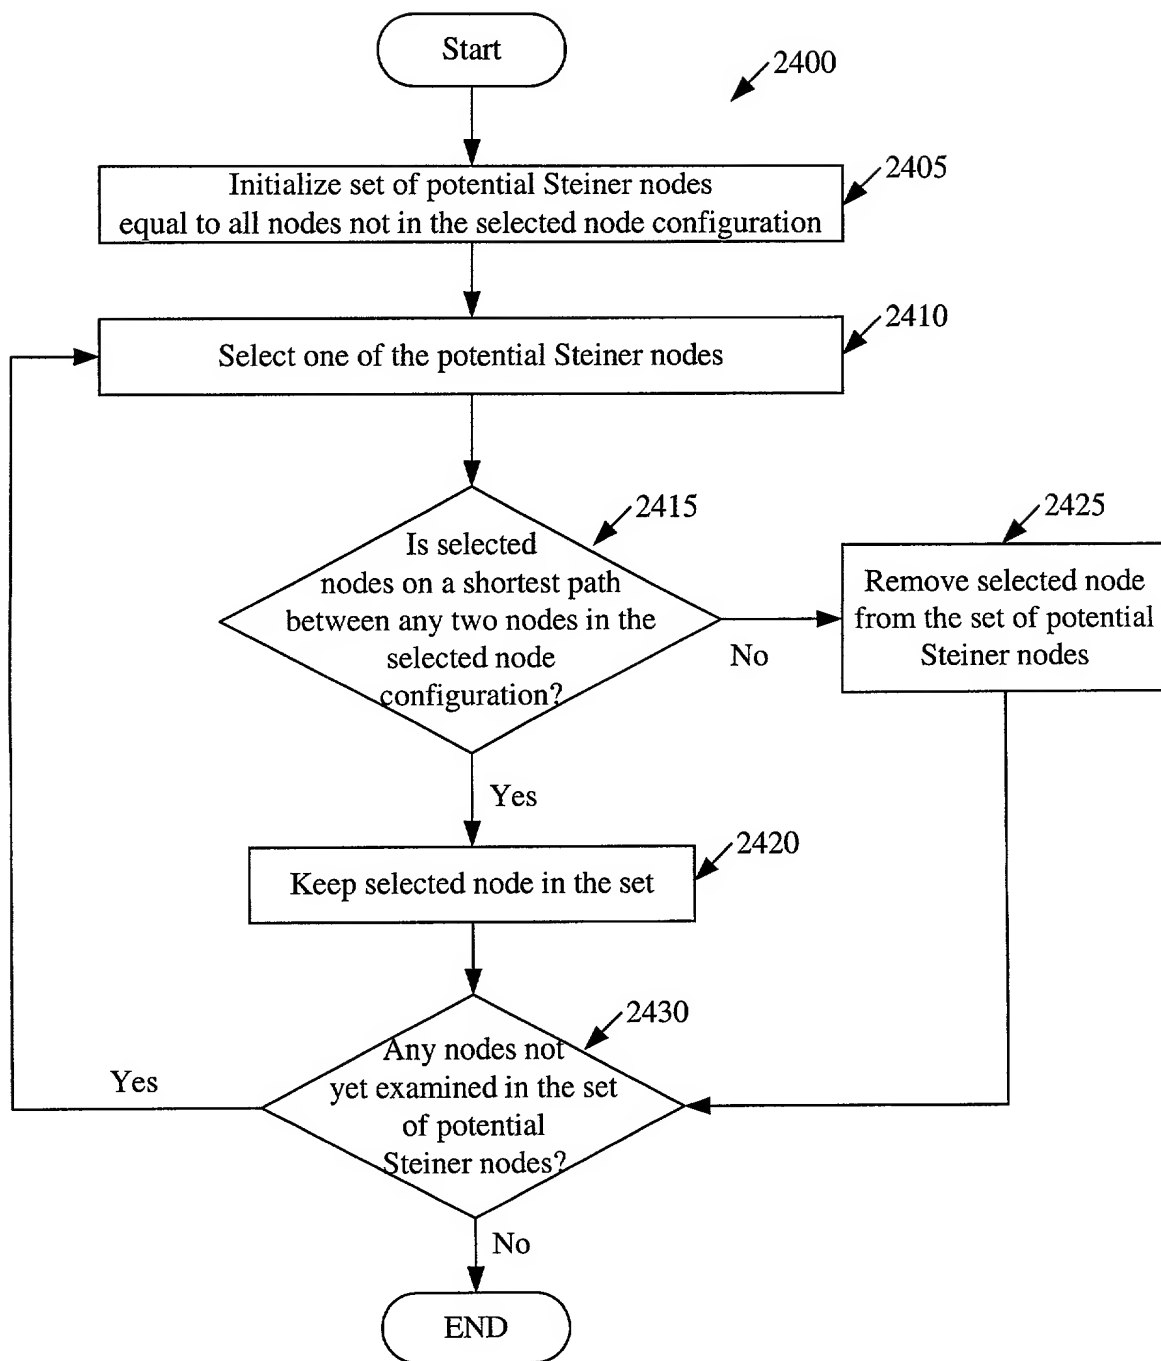 Start
2400
Initialize set of potential Steiner nodes
equal to all nodes not in the selected node configuration
2405
Select one of the potential Steiner nodes
2410
Is selected
nodes on a shortest path
between any two nodes in the
selected node
configuration?
2415
No
Remove selected node
from the set of potential
Steiner nodes
2425
Yes
Keep selected node in the set
2420
Any nodes not
yet examined in the set
of potential
Steiner nodes?
2430
Yes
No
END